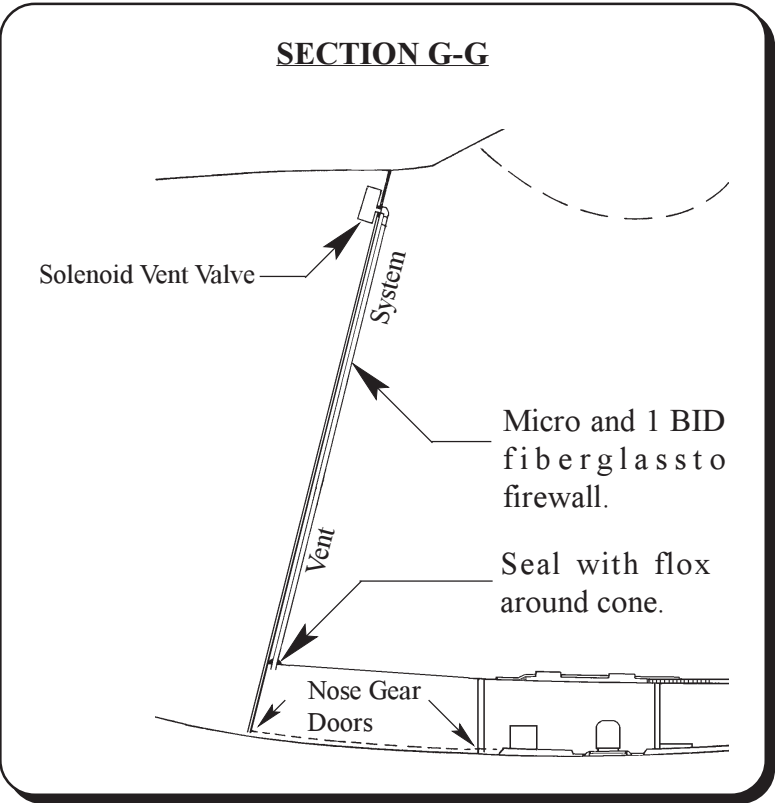 SECTION G-G
Solenoid Vent Valve
System
Micro and 1 BID
fiberglassto
firewall.
Vent
Seal with flox
around cone.
Nose Gear
Doors